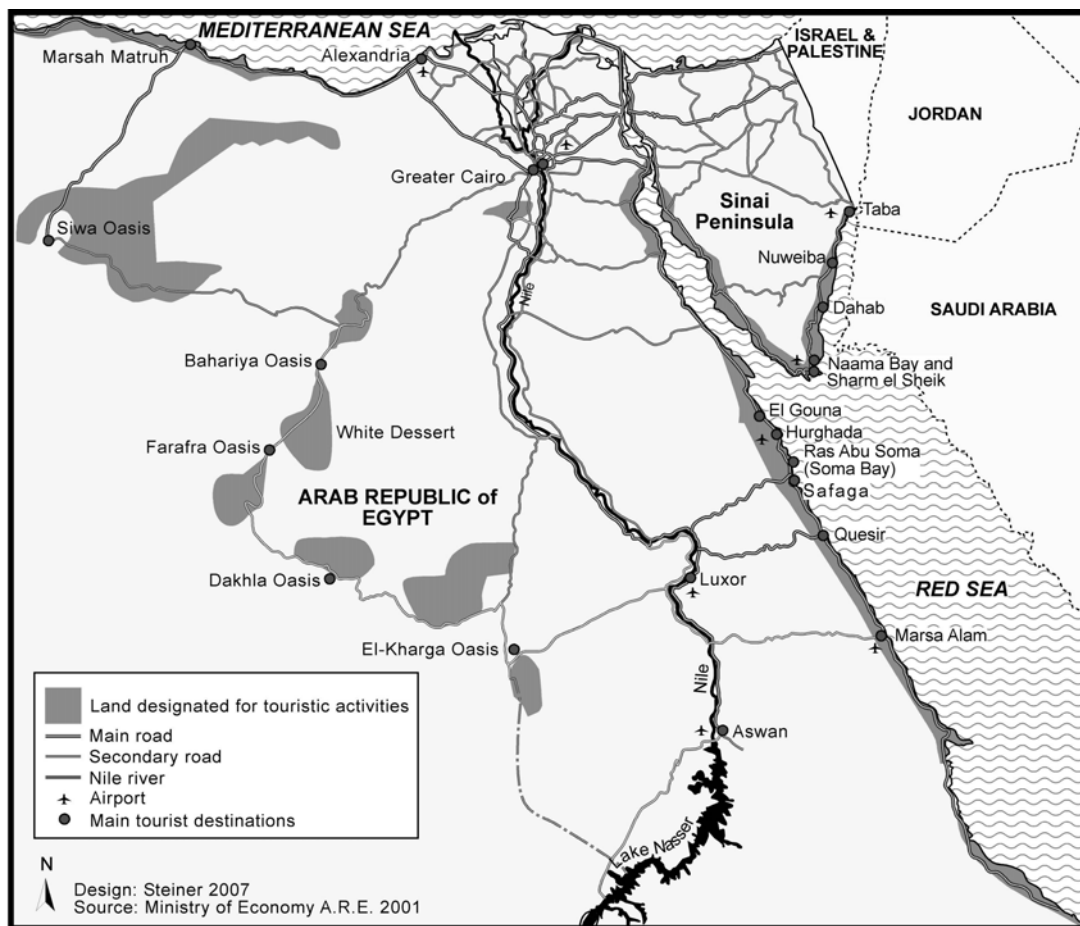 MEDITERRANEAN SEA
ISRAEL &
PALESTINE
Marsah Matruh
Alexandria
JORDAN
Greater Cairo
Sinai
Peninsula
Taba
Siwa Oasis
Nuweiba
Nile
Dahab
SAUDI ARABIA
Bahariya Oasis
Naama Bay and
Sharm el Sheik
El Gouna
White Dessert
Hurghada
Farafra Oasis
Ras Abu Soma
(Soma Bay)
Safaga
ARAB REPUBLIC of
EGYPT
Quesir
Dakhla Oasis
Luxor
RED SEA
Marsa Alam
El-Kharga Oasis
Nile
Aswan
Lake Nasser
Land designated for touristic activities
Main road
Secondary road
Nile river
Airport
Main tourist destinations
N
Design: Steiner 2007
Source: Ministry of Economy A.R.E. 2001